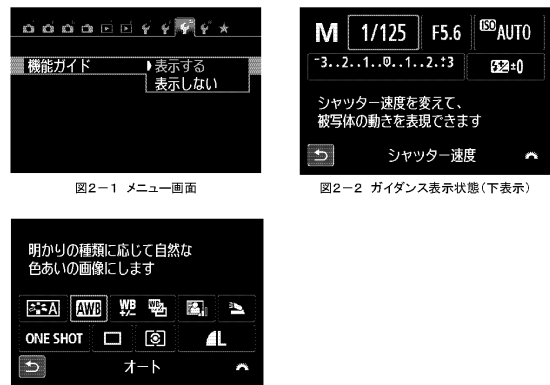 機能ガイド
表示する
表示しない
図2－1 メニュー画面
M 1/125 F5.6 ISO AUTO
-3..2..1..0..1..2.:+3 ±0
シャッター速度を変えて、
被写体の動きを表現できます
シャッター速度
図2－2 ガイダンス表示状態(下表示)
明かりの種類に応じて自然な
色あいの画像にします
A AWB WB +/- WB
ONE SHOT L
オート